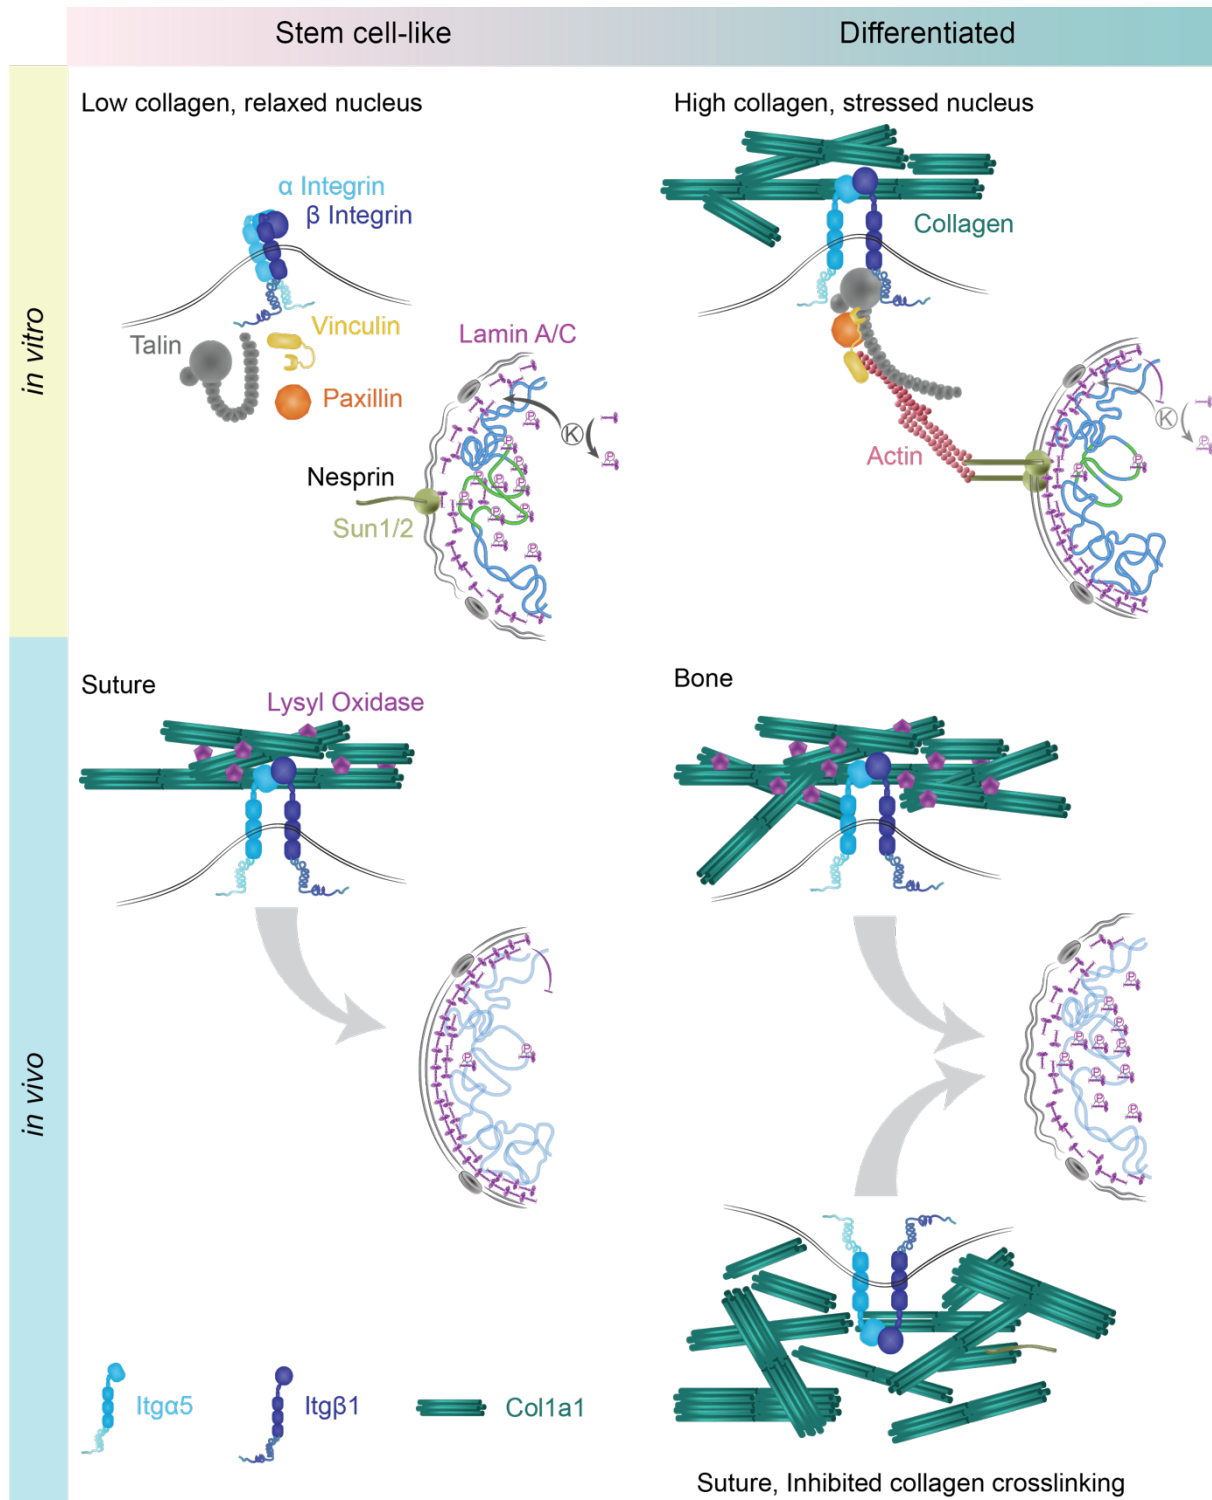 Stem cell-like
Differentiated
in vitro
Low collagen, relaxed nucleus
High collagen, stressed nucleus
α Integrin
β Integrin
Collagen
Talin
Vinculin
Lamin A/C
Paxillin
K
P
Nesprin
Sun1/2
Actin
K
P
in vivo
Suture
Bone
Lysyl Oxidase
P
P
Itgα5
Itgβ1
Col1a1
Suture, Inhibited collagen crosslinking